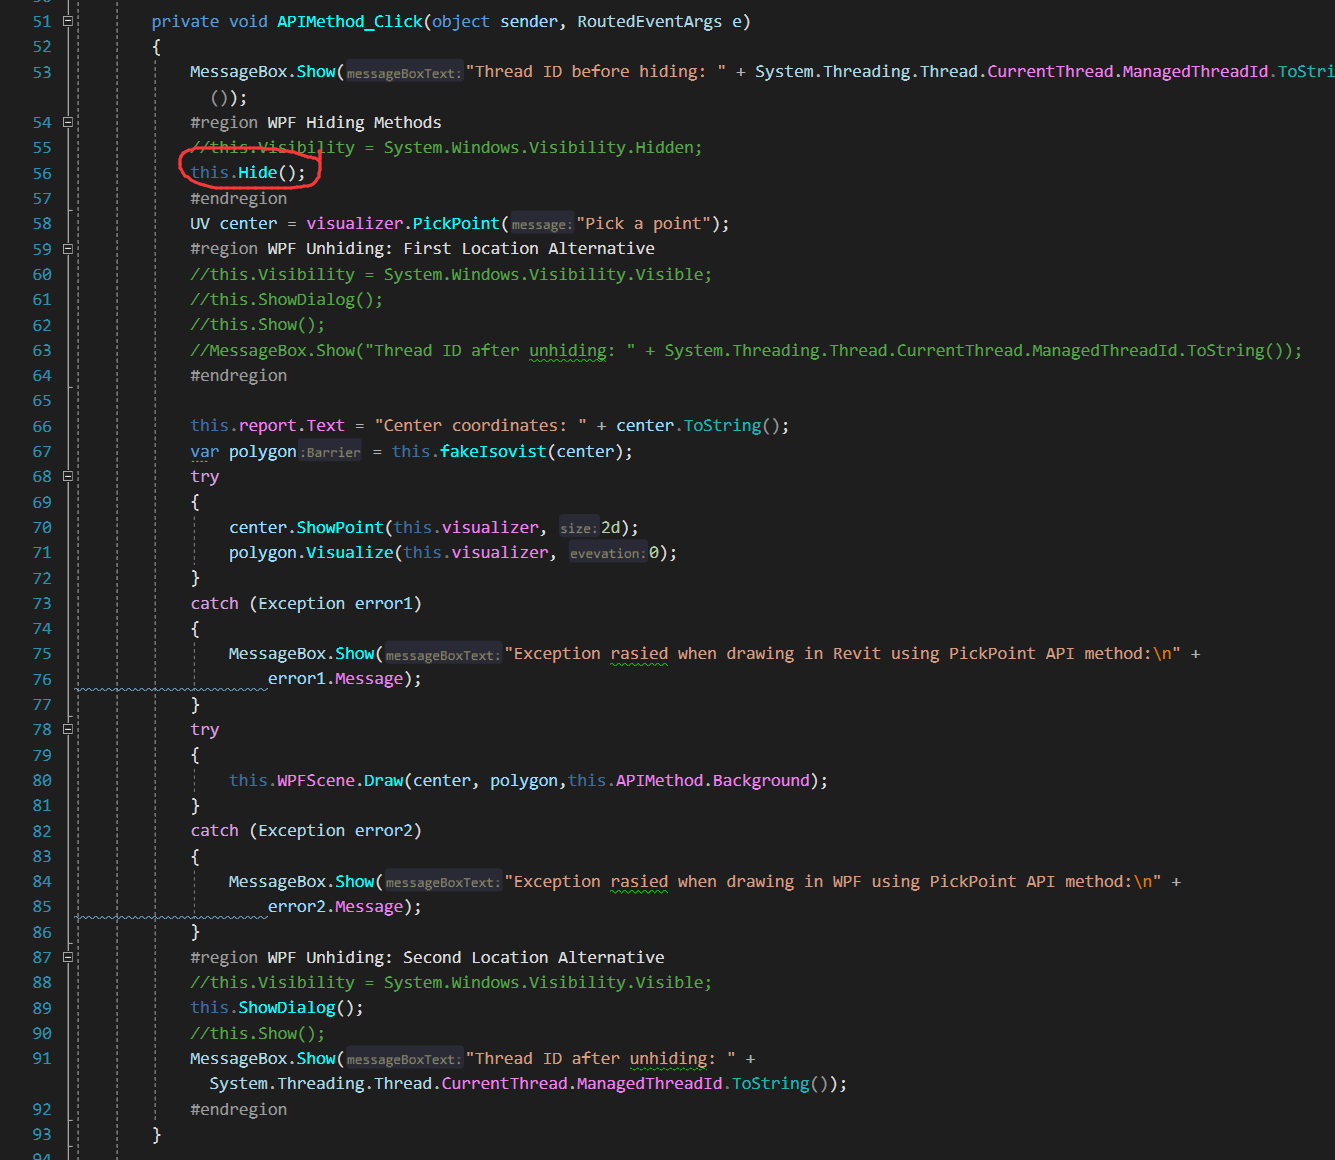 51 private void APIMethod_Click(object sender, RoutedEventArgs e)
52 {
53 MessageBox.Show(messageBoxText: "Thread ID before hiding: " + System.Threading.Thread.CurrentThread.ManagedThreadId.ToStri
());
54 #region WPF Hiding Methods
55 //this.Visibility = System.Windows.Visibility.Hidden;
56 this.Hide();
57 #endregion
58 UV center = visualizer.PickPoint(message: "Pick a point");
59 #region WPF Unhiding: First Location Alternative
60 //this.Visibility = System.Windows.Visibility.Visible;
61 //this.ShowDialog();
62 //this.Show();
63 //MessageBox.Show("Thread ID after unhiding: " + System.Threading.Thread.CurrentThread.ManagedThreadId.ToString());
64 #endregion
65
66 this.report.Text = "Center coordinates: " + center.ToString();
67 var polygon :Barrier = this.fakeIsovist(center);
68 try
69 {
70 center.ShowPoint(this.visualizer, size: 2d);
71 polygon.Visualize(this.visualizer, evevation: 0);
72 }
73 catch (Exception error1)
74 {
75 MessageBox.Show(messageBoxText: "Exception rasied when drawing in Revit using PickPoint API method:\n" +
76 error1.Message);
77 }
78 try
79 {
80 this.WPFScene.Draw(center, polygon,this.APIMethod.Background);
81 }
82 catch (Exception error2)
83 {
84 MessageBox.Show(messageBoxText: "Exception rasied when drawing in WPF using PickPoint API method:\n" +
85 error2.Message);
86 }
87 #region WPF Unhiding: Second Location Alternative
88 //this.Visibility = System.Windows.Visibility.Visible;
89 this.ShowDialog();
90 //this.Show();
91 MessageBox.Show(messageBoxText: "Thread ID after unhiding: " +
System.Threading.Thread.CurrentThread.ManagedThreadId.ToString());
92 #endregion
93 }